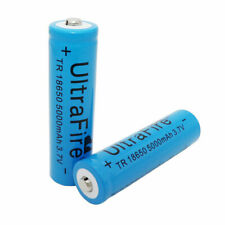 + UltraFire
TR 18650 5000mAh 3.7V -
+ UltraFire
TR 18650 5000mAh 3.7V -